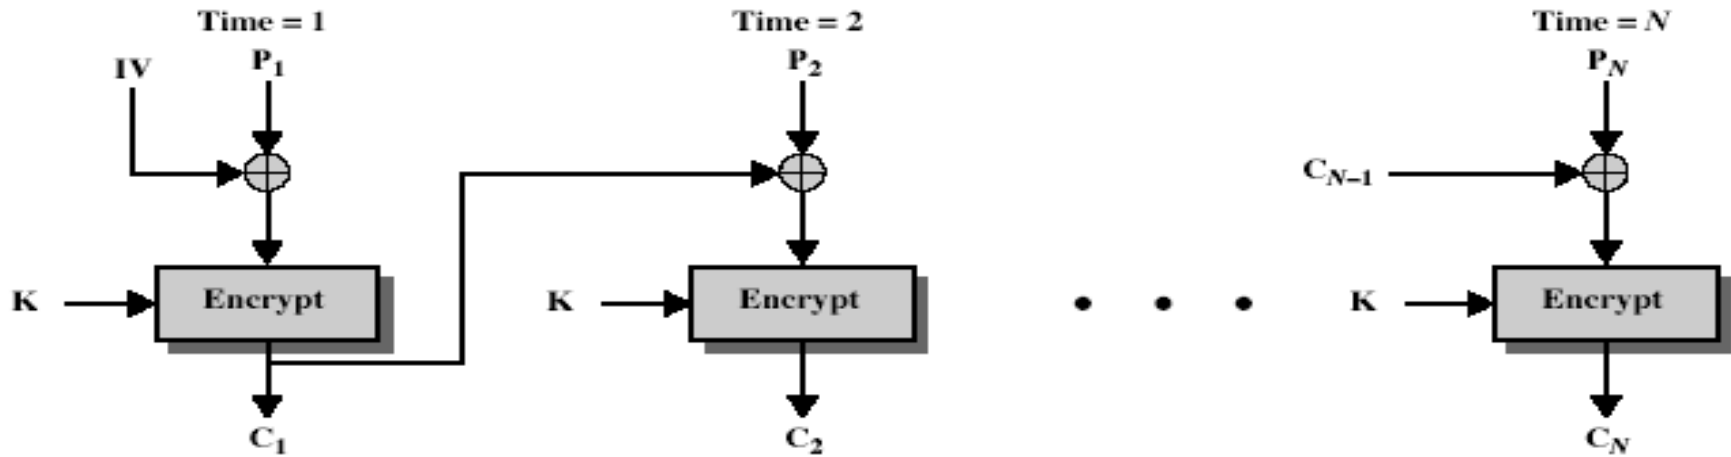 Time = 1
Time = 2
Time = N
IV
P1
P2
PN
CN–1
K
Encrypt
K
Encrypt
K
Encrypt
C1
C2
CN